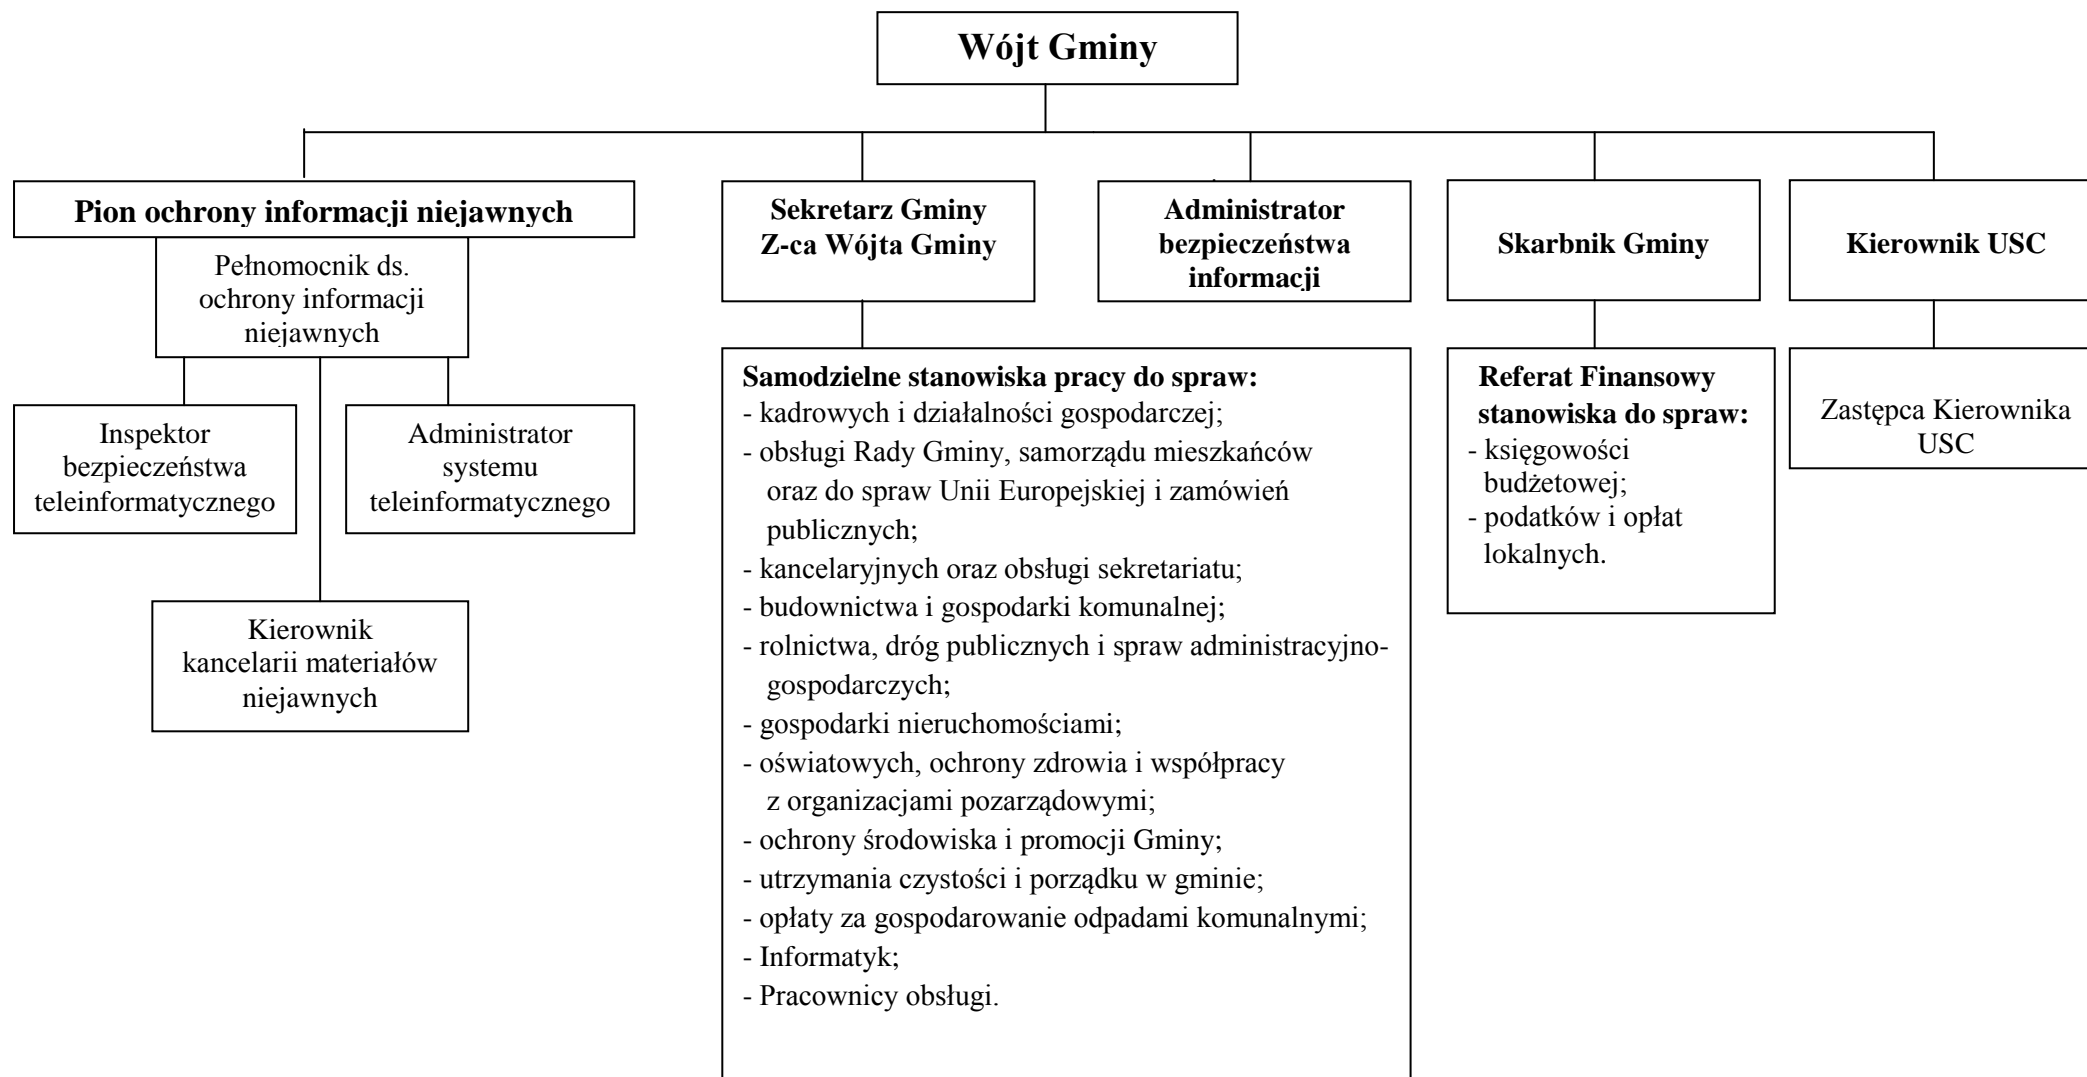 Wójt Gminy
Pion ochrony informacji niejawnych
Pełnomocnik ds.
ochrony informacji
niejawnych
Inspektor
bezpieczeństwa
teleinformatycznego
Administrator
systemu
teleinformatycznego
Kierownik
kancelarii materiałów
niejawnych
Sekretarz Gminy
Z-ca Wójta Gminy
Samodzielne stanowiska pracy do spraw:
- kadrowych i działalności gospodarczej;
- obsługi Rady Gminy, samorządu mieszkańców
oraz do spraw Unii Europejskiej i zamówień
publicznych;
- kancelaryjnych oraz obsługi sekretariatu;
- budownictwa i gospodarki komunalnej;
- rolnictwa, dróg publicznych i spraw administracyjno-
gospodarczych;
- gospodarki nieruchomościami;
- oświatowych, ochrony zdrowia i współpracy
z organizacjami pozarządowymi;
- ochrony środowiska i promocji Gminy;
- utrzymania czystości i porządku w gminie;
- opłaty za gospodarowanie odpadami komunalnymi;
- Informatyk;
- Pracownicy obsługi.
Administrator
bezpieczeństwa
informacji
Skarbnik Gminy
Referat Finansowy
stanowiska do spraw:
- księgowości
budżetowej;
- podatków i opłat
lokalnych.
Kierownik USC
Zastępca Kierownika
USC